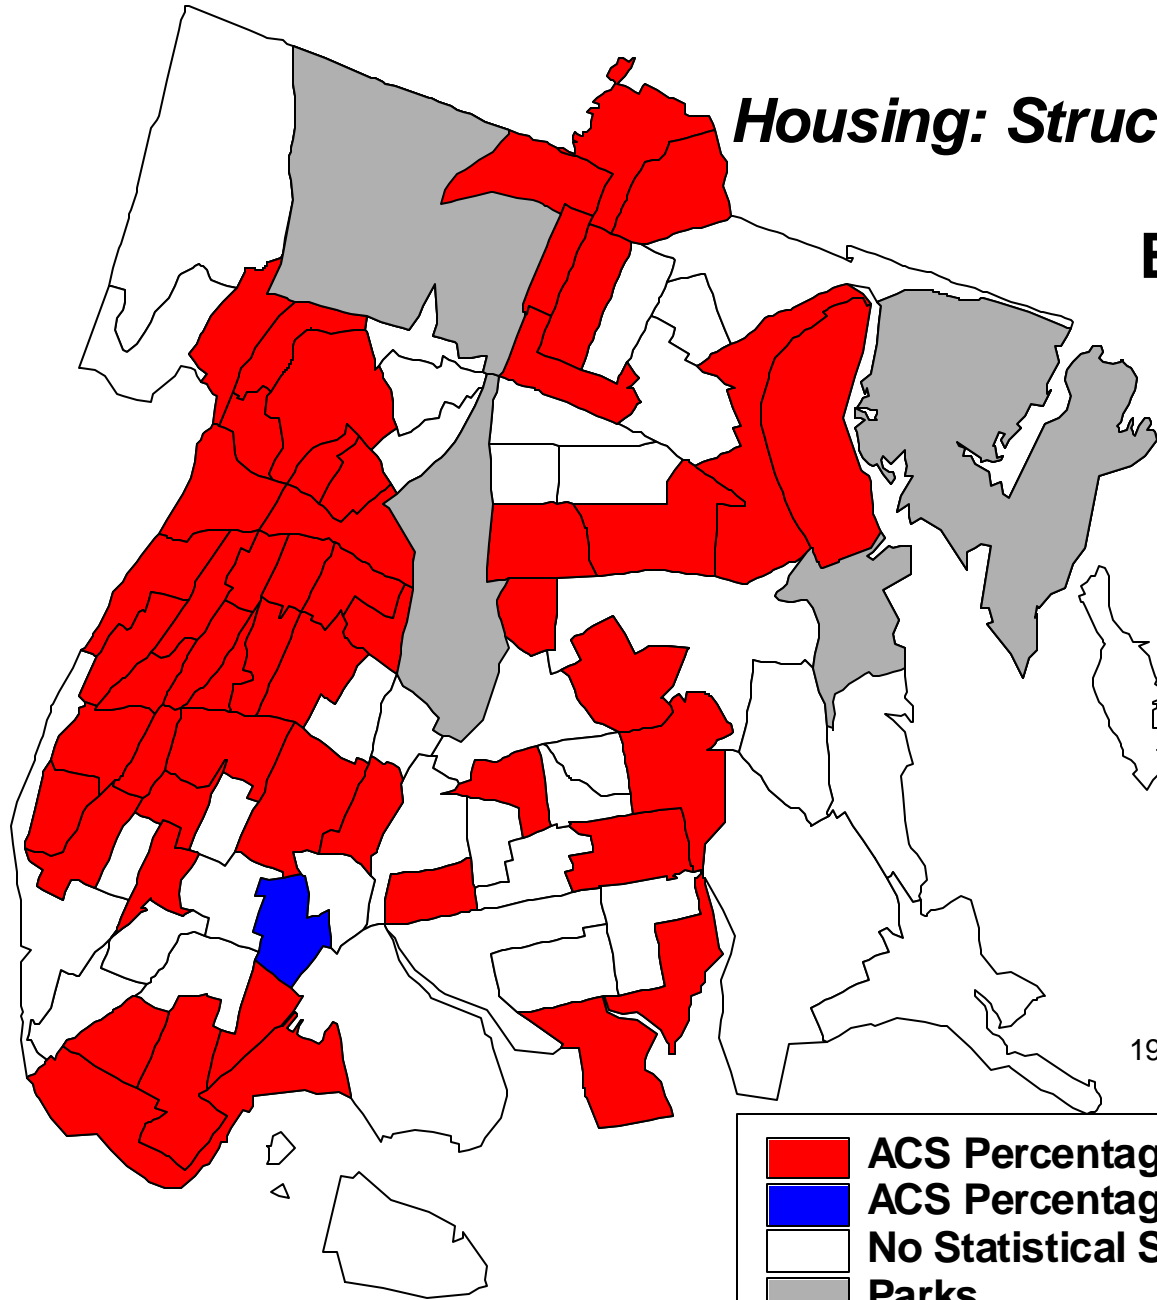 Housing: Struc
E
19
ACS Percentag
ACS Percentag
No Statistical S
Parks